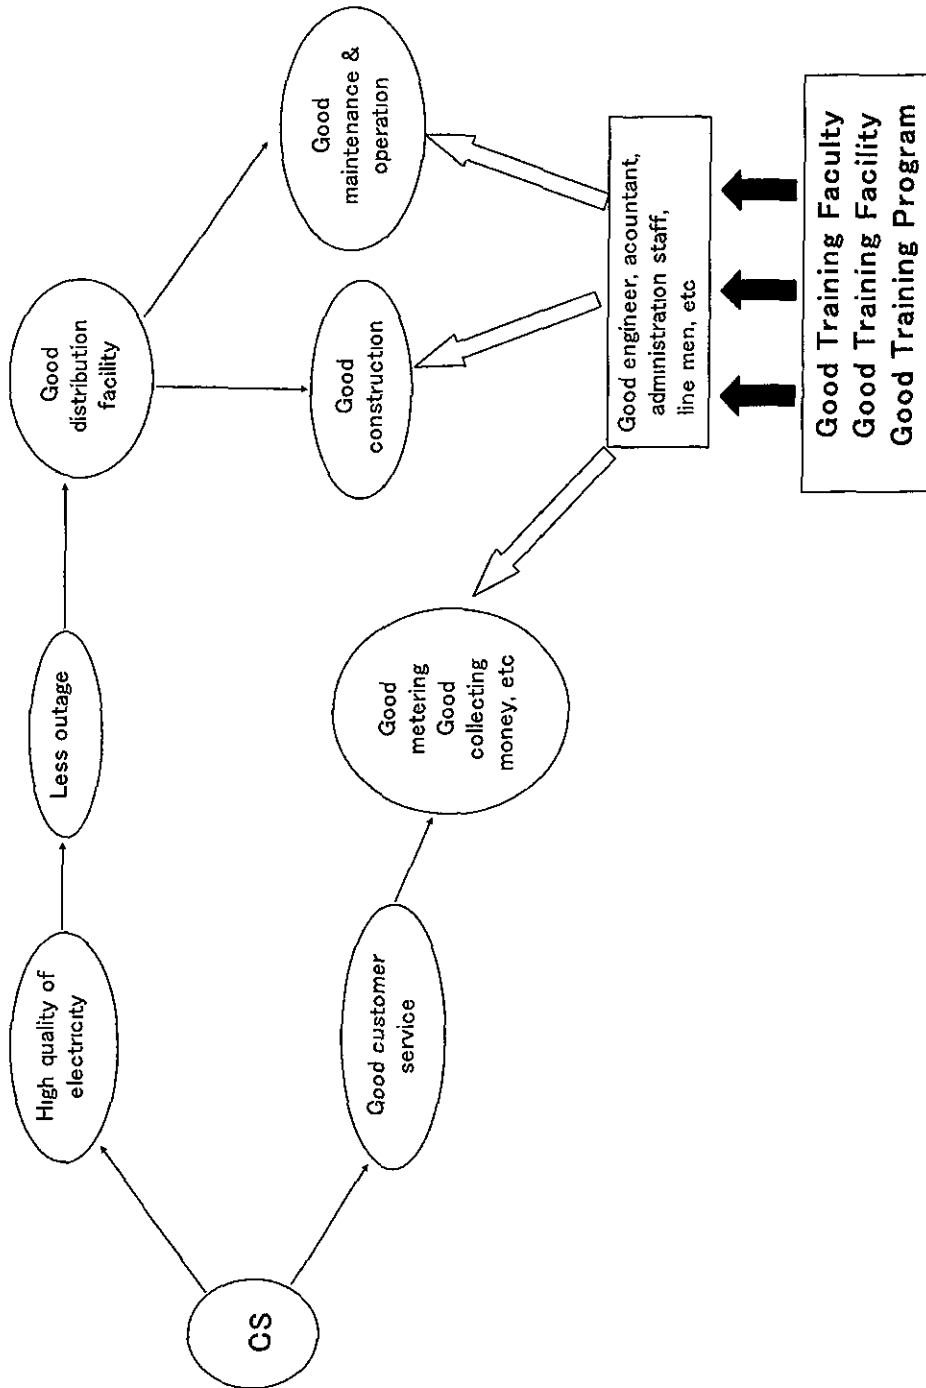 CS
High quality of
electricity
Less outage
Good
distribution
facility
Good
maintenance &
operation
Good
construction
Good customer
service
Good
metering
Good
collecting
money, etc
Good engineer, acountant,
administration staff,
line men, etc
Good Training Faculty
Good Training Facility
Good Training Program